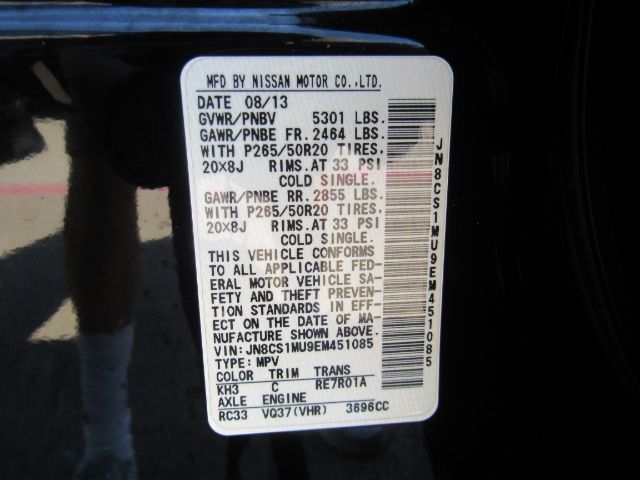 MFD BY NISSAN MOTOR CO.,LTD.
DATE 08/13
GVWR/PNBV 5301 LBS.
GAWR/PNBE FR. 2464 LBS.
WITH P265/50R20 TIRES,
20×8J RIMS.AT 33 PSI
COLD SINGLE.
GAWR/PNBE RR. 2855 LBS.
WITH P265/50R20 TIRES,
20×8J RIMS.AT 33 PSI
COLD SINGLE.
THIS VEHICLE CONFORMS
TO ALL APPLICABLE FED-
ERAL MOTOR VEHICLE SA-
FETY AND THEFT PREVEN-
TION STANDARDS IN EFF-
ECT ON THE DATE OF MA-
NUFACTURE SHOWN ABOVE.
VIN: JN8CS1MU9EM451085
TYPE: MPV
COLOR TRIM TRANS
KH3 C RE7R01A
AXLE ENGINE
RC33 VQ37(VHR) 3696CC
JN8CS1MU9EM451085